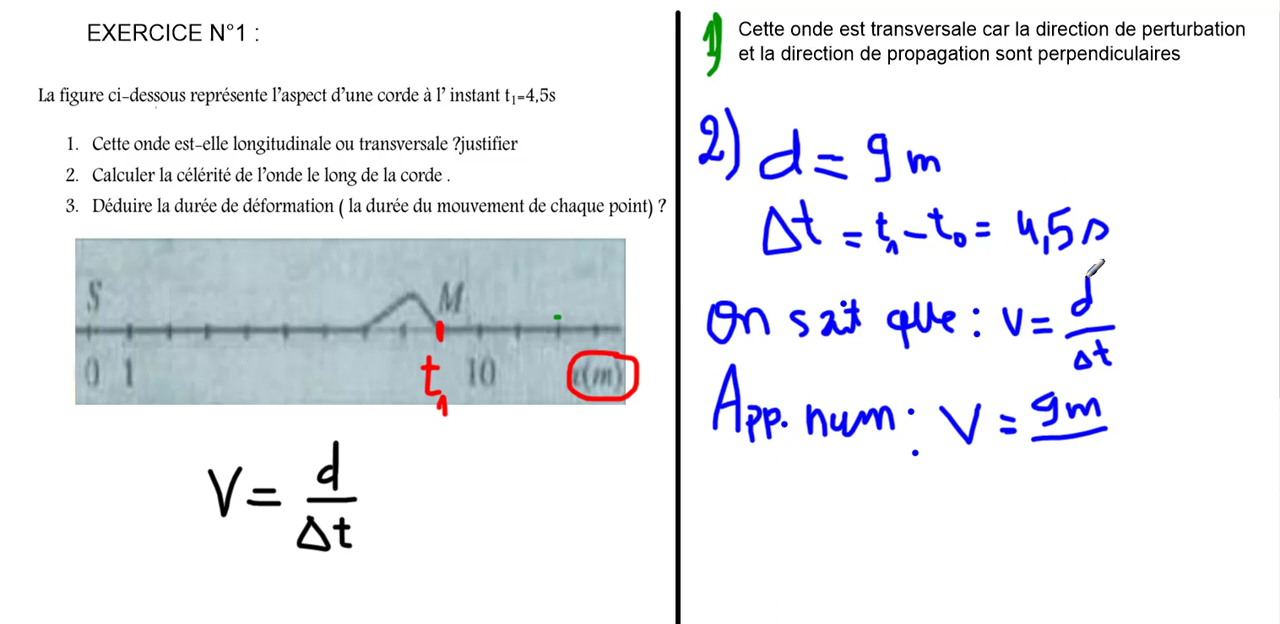 EXERCICE N°1 :
La figure ci-dessous représente l'aspect d'une corde à l' instant t₁=4,5s
1. Cette onde est-elle longitudinale ou transversale ?justifier
2. Calculer la célérité de l'onde le long de la corde .
3. Déduire la durée de déformation ( la durée du mouvement de chaque point) ?
S M
0 1 t₁ 10 (m)
V = d/Δt
1) Cette onde est transversale car la direction de perturbation
et la direction de propagation sont perpendiculaires
2) d = 9 m
Δt = t₁ - t₀ = 4,5 s
On sait que : V = d/Δt
App. num : V = 9m